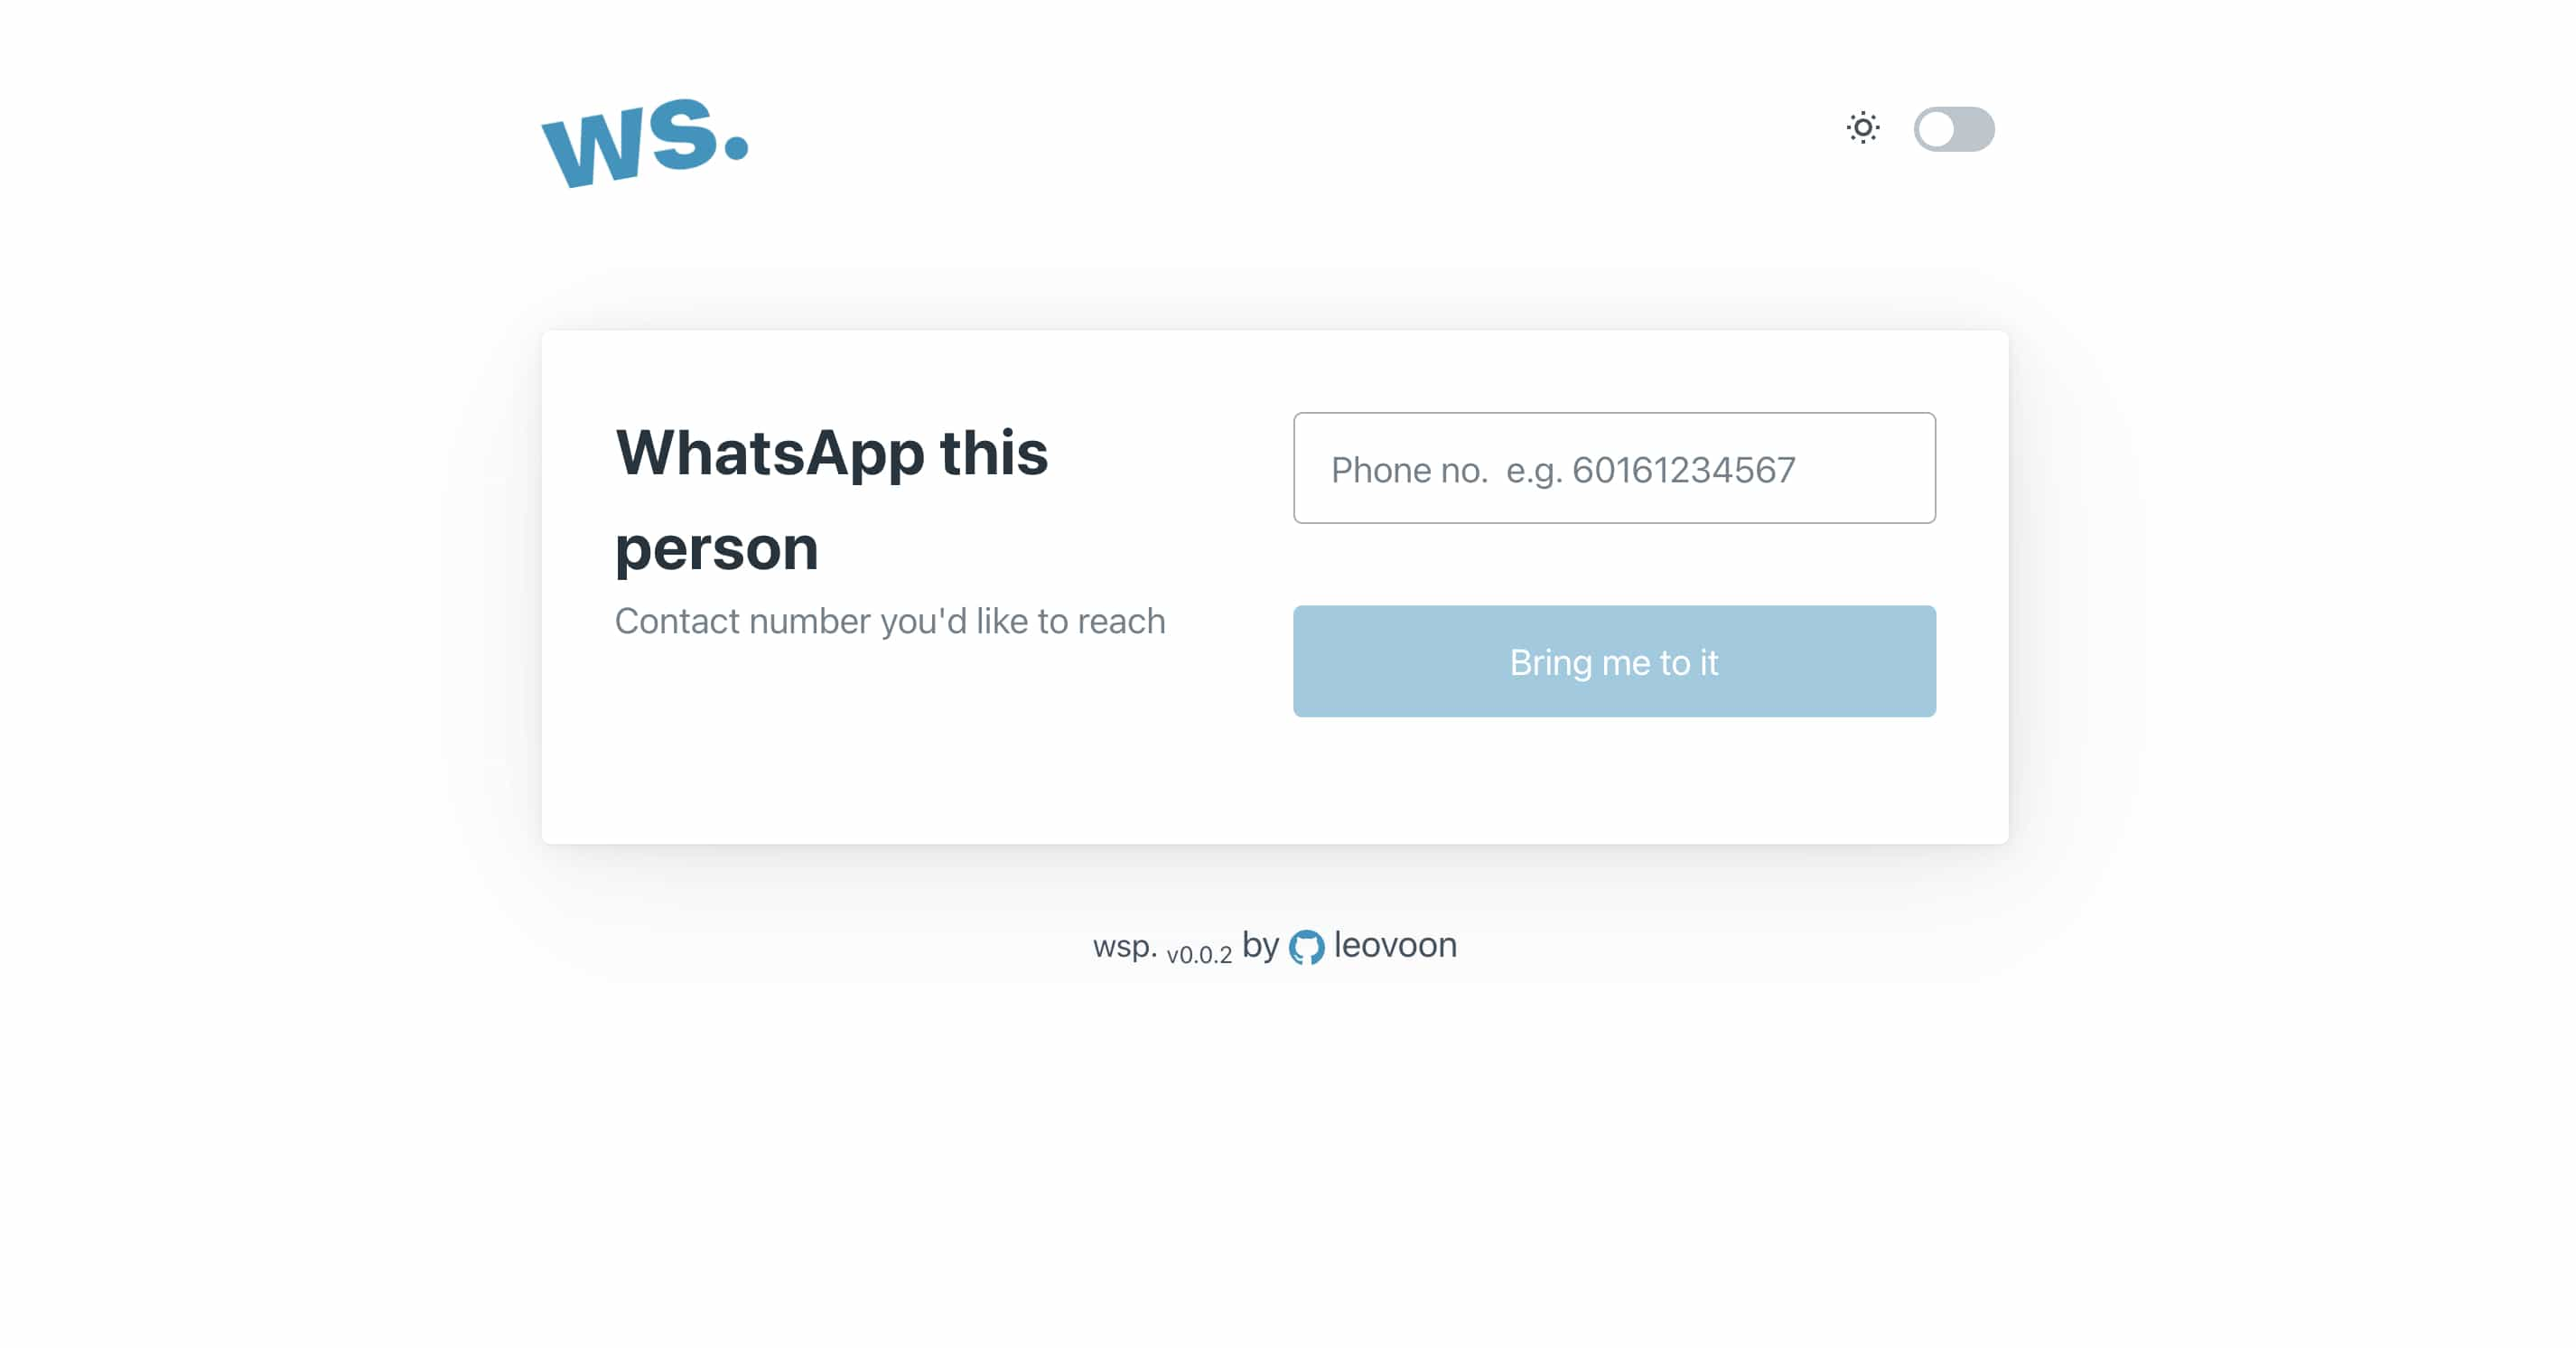 ws.
WhatsApp this
person
Contact number you'd like to reach
Phone no.  e.g. 60161234567
Bring me to it
wsp. v0.0.2 by leovoon